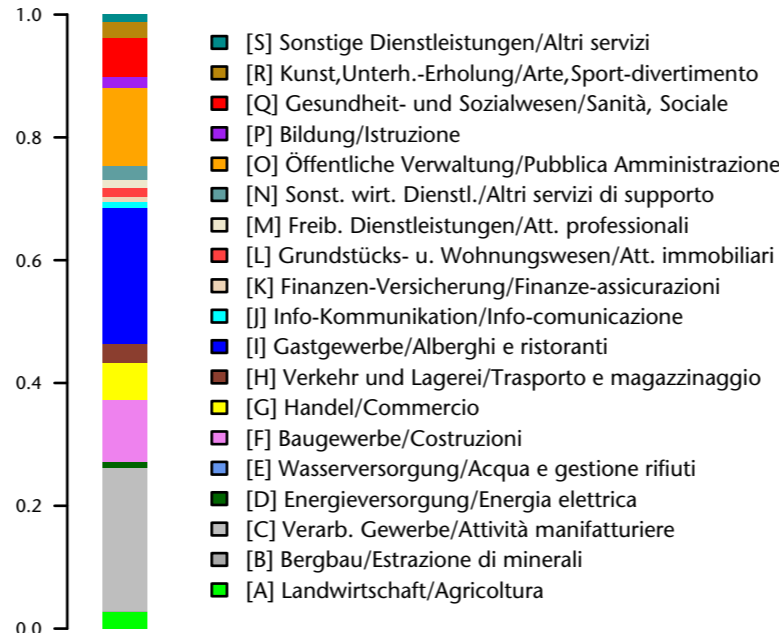 1.0
0.8
0.6
0.4
0.2
0.0
[S] Sonstige Dienstleistungen/Altri servizi
[R] Kunst,Unterh.-Erholung/Arte,Sport-divertimento
[Q] Gesundheit- und Sozialwesen/Sanità, Sociale
[P] Bildung/Istruzione
[O] Öffentliche Verwaltung/Pubblica Amministrazione
[N] Sonst. wirt. Dienstl./Altri servizi di supporto
[M] Freib. Dienstleistungen/Att. professionali
[L] Grundstücks- u. Wohnungswesen/Att. immobiliari
[K] Finanzen-Versicherung/Finanze-assicurazioni
[J] Info-Kommunikation/Info-comunicazione
[I] Gastgewerbe/Alberghi e ristoranti
[H] Verkehr und Lagerei/Trasporto e magazzinaggio
[G] Handel/Commercio
[F] Baugewerbe/Costruzioni
[E] Wasserversorgung/Acqua e gestione rifiuti
[D] Energieversorgung/Energia elettrica
[C] Verarb. Gewerbe/Attività manifatturiere
[B] Bergbau/Estrazione di minerali
[A] Landwirtschaft/Agricoltura